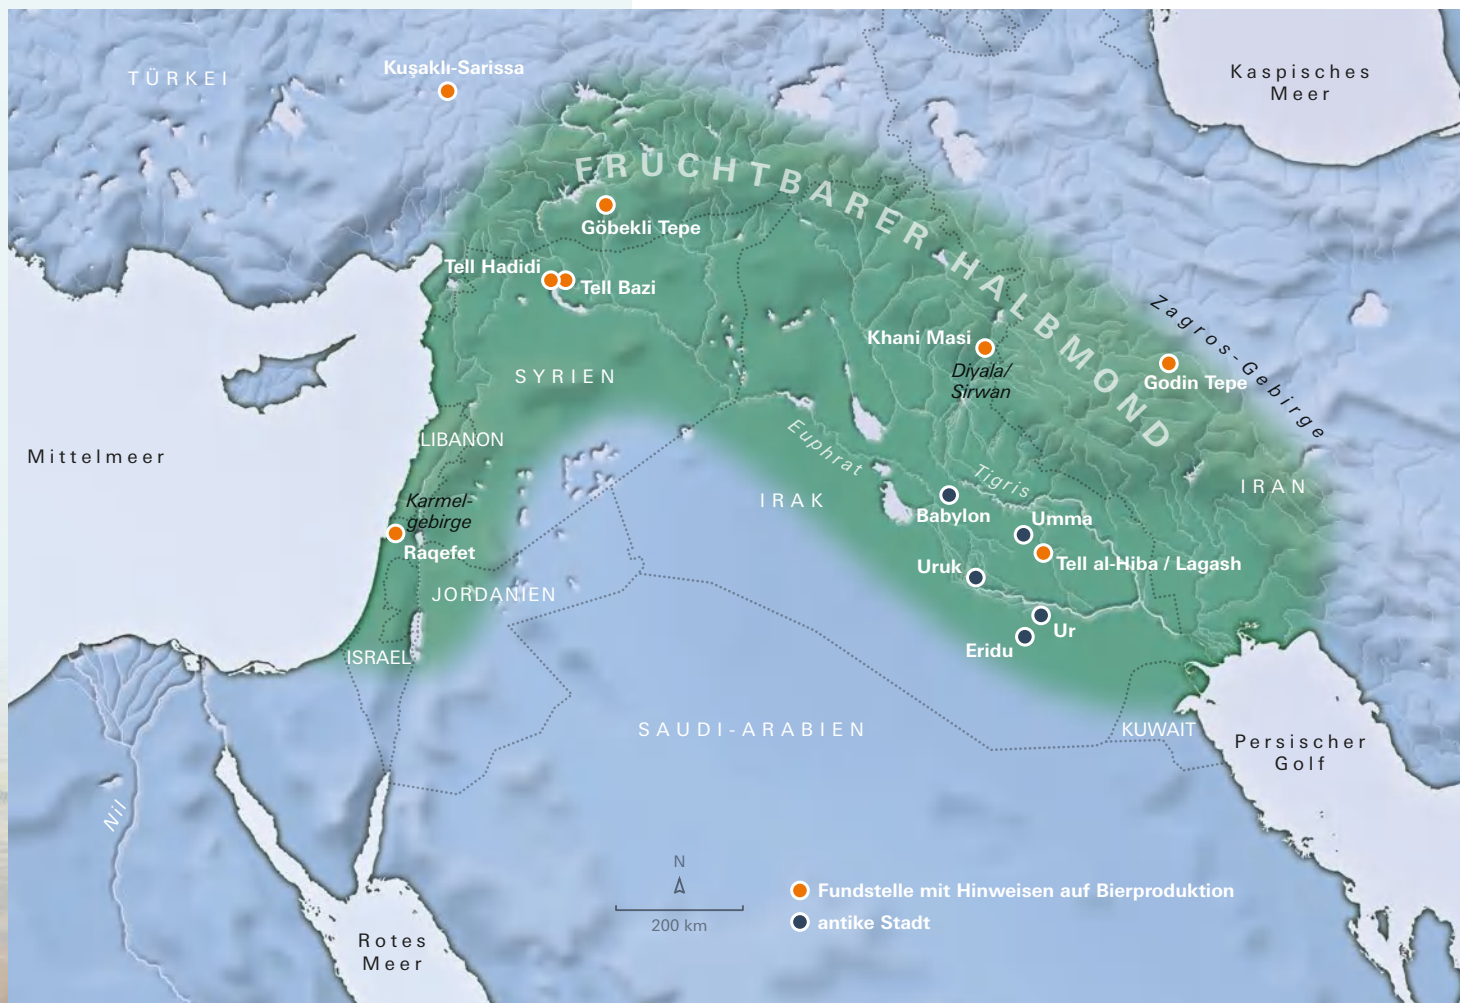 TÜRKEI
Kuşaklı-Sarissa
Kaspisches
Meer
FRUCHTBARER HALBMOND
Göbekli Tepe
Tell Hadidi
Tell Bazi
Zagros-Gebirge
Khani Masi
Diyala/
Sirwan
Godin Tepe
SYRIEN
LIBANON
Mittelmeer
Euphrat
Tigris
IRAK
IRAN
Karmel-
gebirge
Raqefet
Babylon
Umma
Tell al-Hiba / Lagash
Uruk
JORDANIEN
Ur
Eridu
ISRAEL
SAUDI-ARABIEN
KUWAIT
Persischer
Golf
Nil
N
200 km
Fundstelle mit Hinweisen auf Bierproduktion
antike Stadt
Rotes
Meer